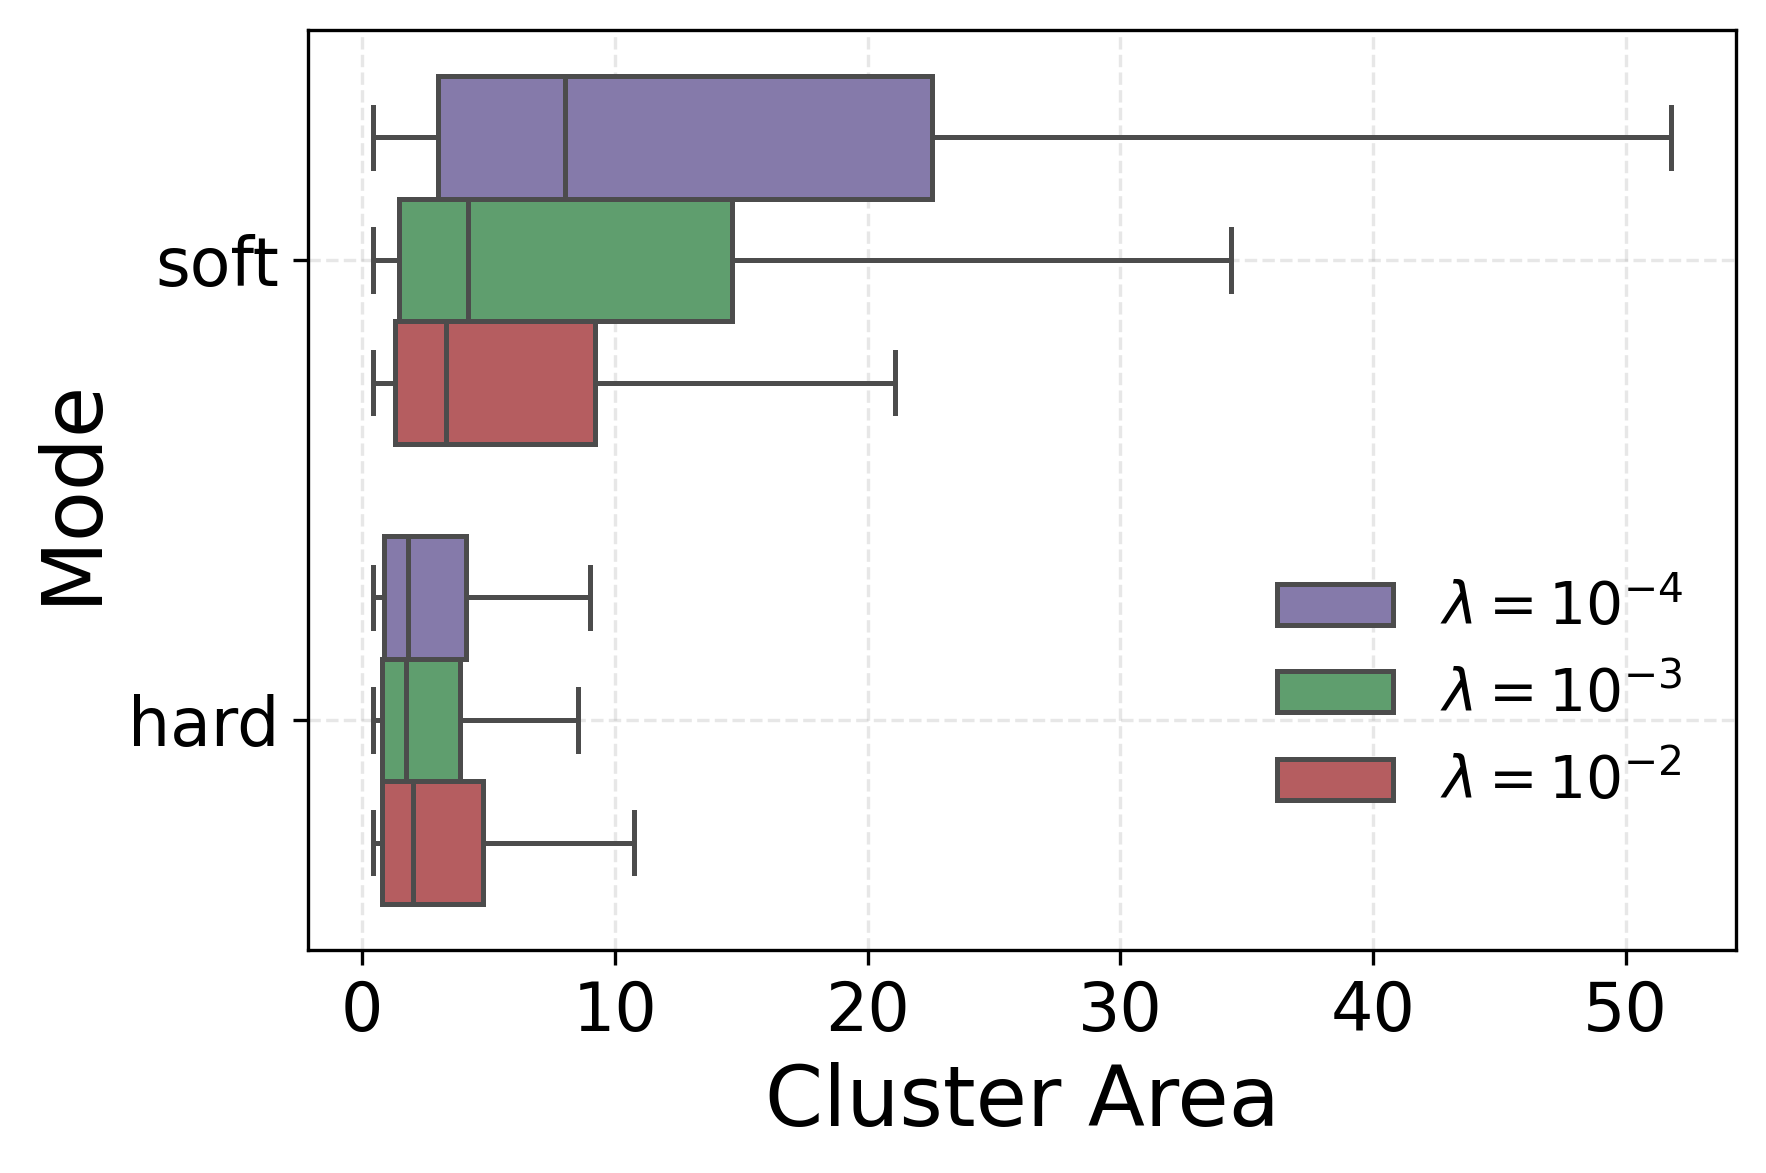 Mode
soft
hard
λ = 10⁻⁴
λ = 10⁻³
λ = 10⁻²
0 10 20 30 40 50
Cluster Area